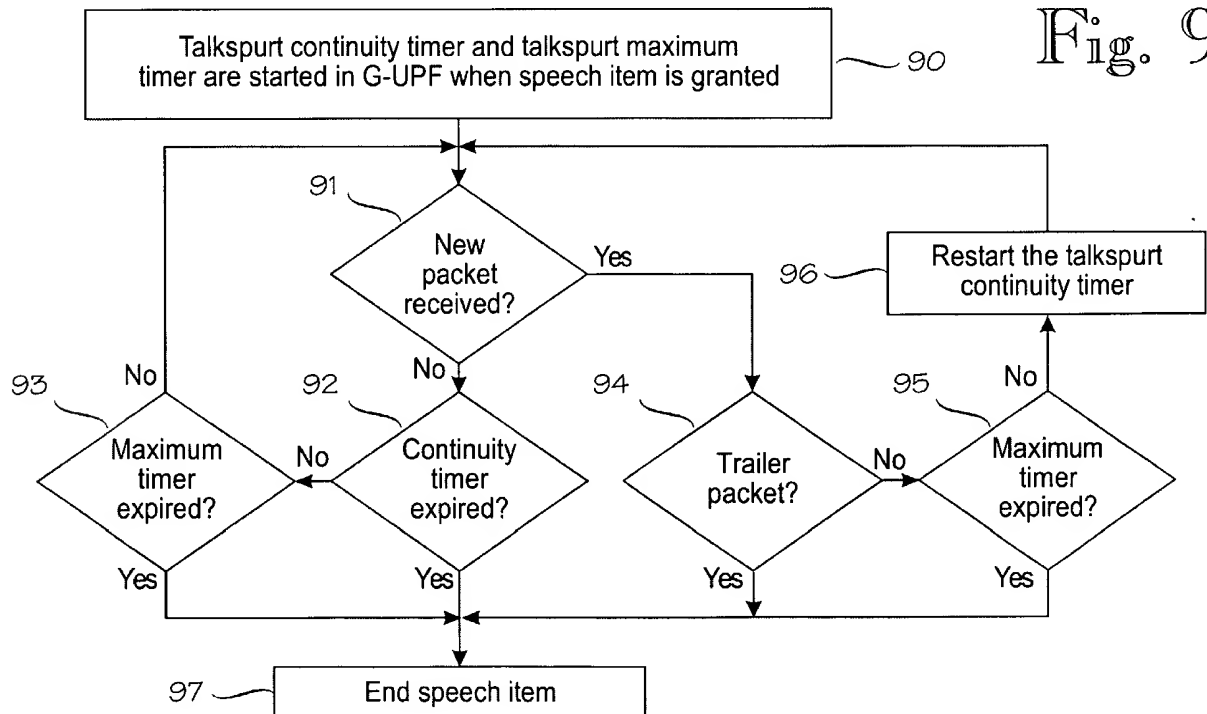 Fig. 9
Talkspurt continuity timer and talkspurt maximum
timer are started in G-UPF when speech item is granted
90
91
New
packet
received?
Yes
No
96
Restart the talkspurt
continuity timer
93
No
Maximum
timer
expired?
Yes
92
No
Continuity
timer
expired?
Yes
94
Trailer
packet?
No
Yes
95
No
Maximum
timer
expired?
Yes
97
End speech item